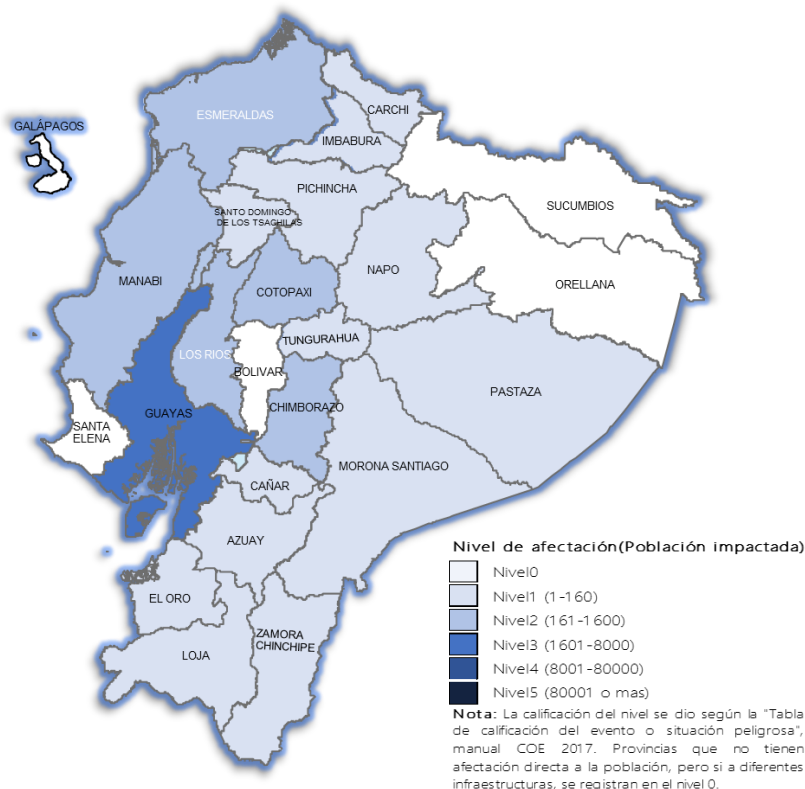 ESMERALDAS
CARCHI
GALÁPAGOS
IMBABURA
PICHINCHA
SUCUMBIOS
SANTO DOMINGO
DE LOS TSACHILAS
NAPO
MANABI
ORELLANA
COTOPAXI
TUNGURAHUA
LOS RIOS
BOLIVAR
PASTAZA
CHIMBORAZO
GUAYAS
SANTA
ELENA
MORONA SANTIAGO
CAÑAR
AZUAY
EL ORO
ZAMORA
CHINCHIPE
LOJA
Nivel de afectación(Población impactada)
Nivel0
Nivel1 (1-160)
Nivel2 (161-1600)
Nivel3 (1601-8000)
Nivel4 (8001-80000)
Nivel5 (80001 o mas)
Nota: La calificación del nivel se dio según la "Tabla
de calificación del evento o situación peligrosa",
manual COE 2017. Provincias que no tienen
afectación directa a la población, pero si a diferentes
infraestructuras, se registran en el nivel 0.